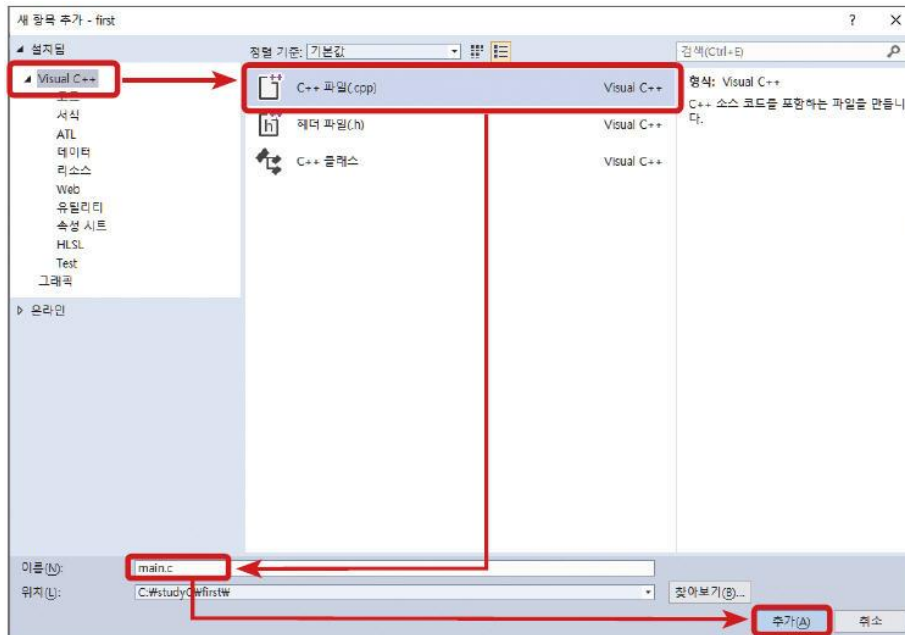 새 항목 추가 - first
? ×
설치됨
정렬 기준: 기본값
검색(Ctrl+E)
Visual C++
서식
ATL
데이터
리소스
Web
유틸리티
속성 시트
HLSL
Test
그래픽
온라인
C++ 파일(.cpp) Visual C++
헤더 파일(.h) Visual C++
C++ 클래스 Visual C++
형식: Visual C++
C++ 소스 코드를 포함하는 파일을 만듭니
다.
이름(N): main.c
위치(L): C:₩studyC₩first₩
찾아보기(B)...
추가(A) 취소